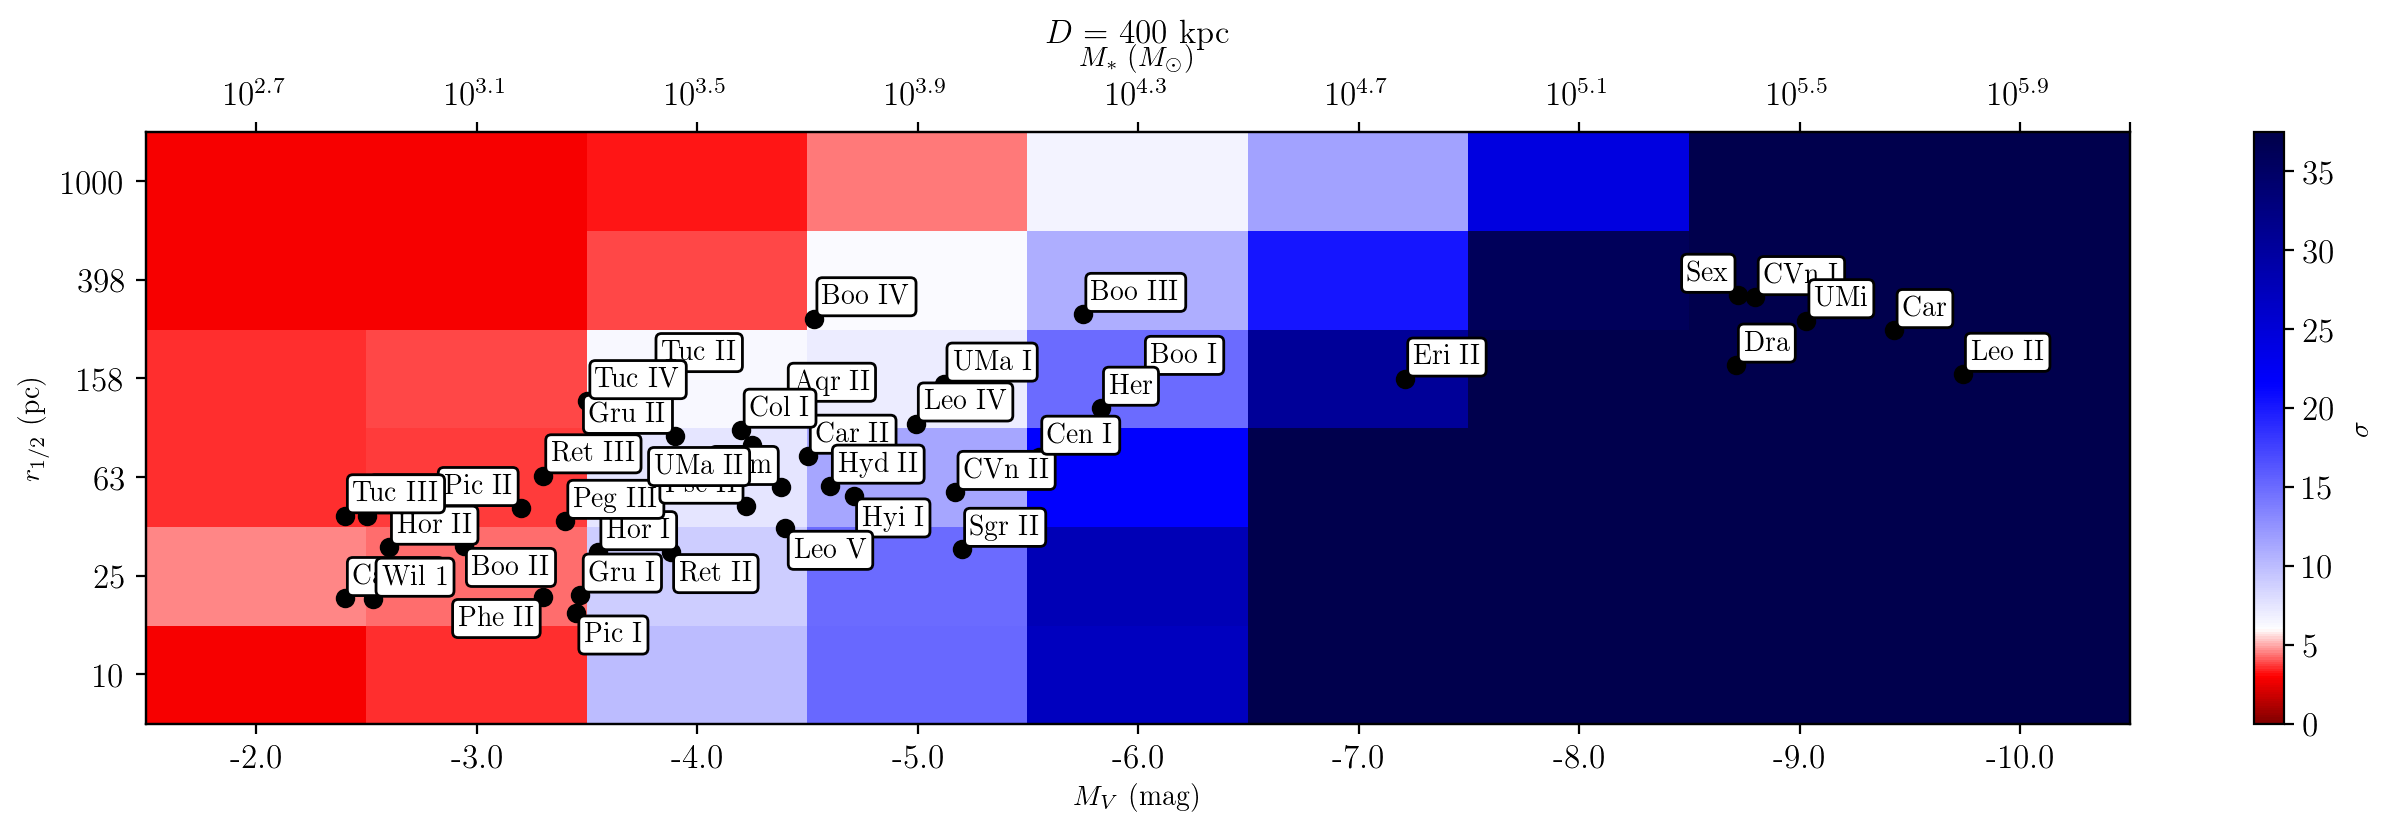 D = 400 kpc
M* (M⊙)
10^2.7 10^3.1 10^3.5 10^3.9 10^4.3 10^4.7 10^5.1 10^5.5 10^5.9
1000
398
158
63
25
10
r1/2 (pc)
Boo IV
Boo III
Sex
CVn I
UMi
Car
Dra
Leo II
Tuc II
Tuc IV
Gru II
Aqr II
Col I
UMa I
Leo IV
Boo I
Her
Eri II
Cen I
Car II
Hyd II
CVn II
Ret III
UMa II
Pic II
Tuc III
Peg III
Hor II
Hor I
Hyi I
Sgr II
Leo V
Boo II
Wil 1
Gru I
Ret II
Phe II
Pic I
-2.0 -3.0 -4.0 -5.0 -6.0 -7.0 -8.0 -9.0 -10.0
MV (mag)
35
30
25
20
15
10
5
0
σ